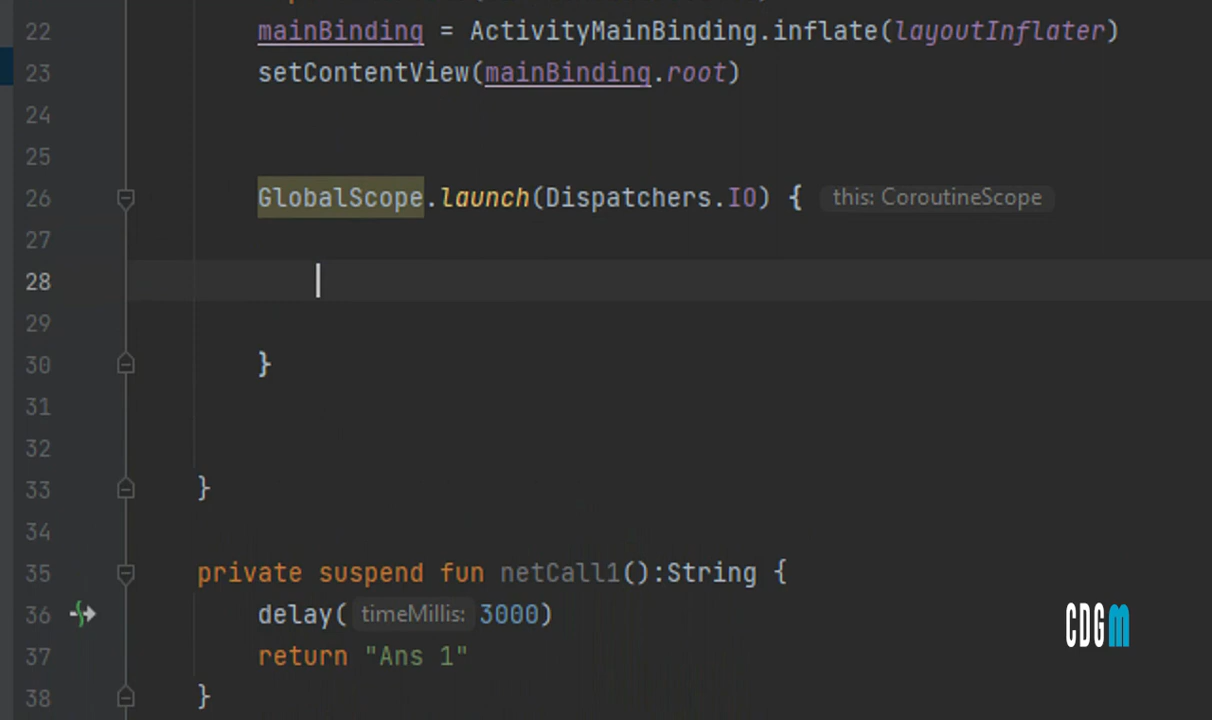 22 mainBinding = ActivityMainBinding.inflate(layoutInflater)
23 setContentView(mainBinding.root)
24
25
26 GlobalScope.launch(Dispatchers.IO) { this: CoroutineScope
27
28
29
30 }
31
32
33 }
34
35 private suspend fun netCall1():String {
36 delay( timeMillis: 3000)
37 return "Ans 1"
38 }
CDGM